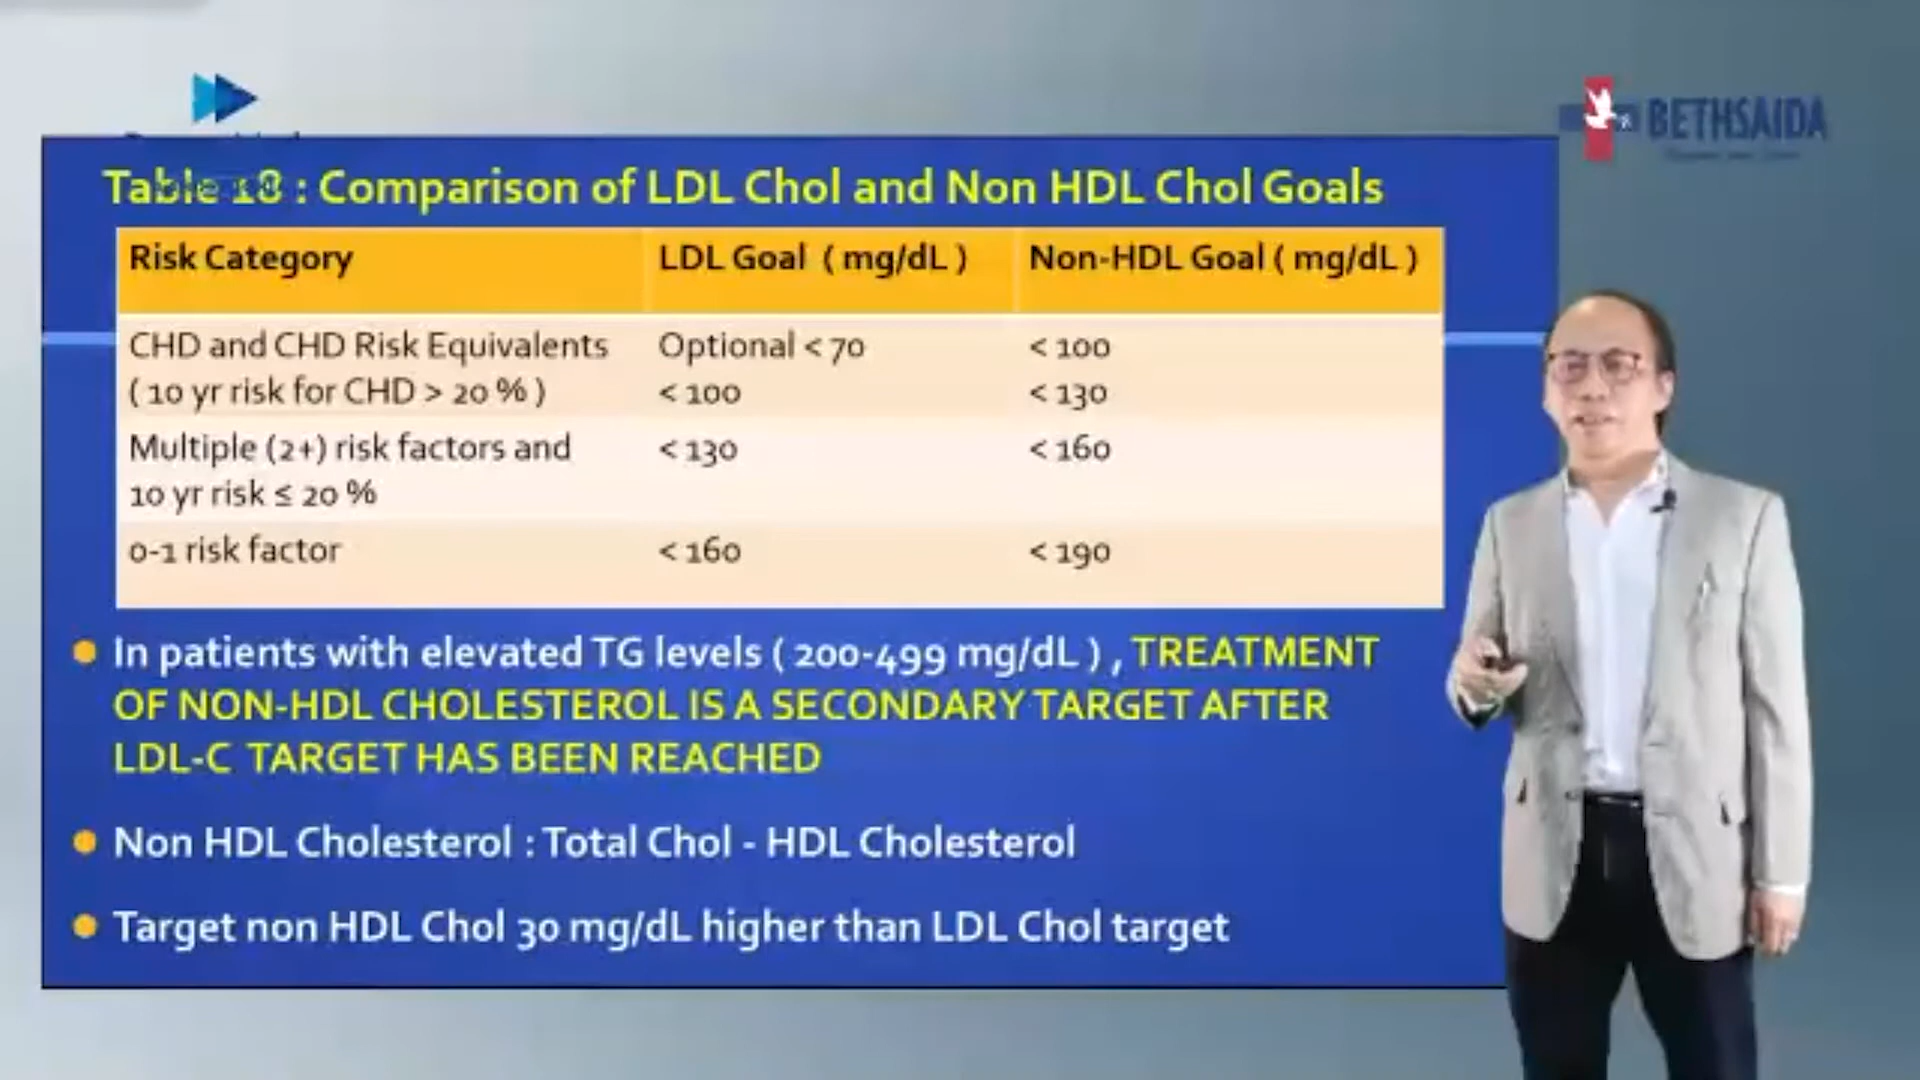 BETHSAIDA
Table 18 : Comparison of LDL Chol and Non HDL Chol Goals
Risk Category LDL Goal ( mg/dL ) Non-HDL Goal ( mg/dL )
CHD and CHD Risk Equivalents Optional < 70 < 100
( 10 yr risk for CHD > 20 % ) < 100 < 130
Multiple (2+) risk factors and < 130 < 160
10 yr risk ≤ 20 %
0-1 risk factor < 160 < 190
In patients with elevated TG levels ( 200-499 mg/dL ) , TREATMENT
OF NON-HDL CHOLESTEROL IS A SECONDARY TARGET AFTER
LDL-C TARGET HAS BEEN REACHED
Non HDL Cholesterol : Total Chol - HDL Cholesterol
Target non HDL Chol 30 mg/dL higher than LDL Chol target